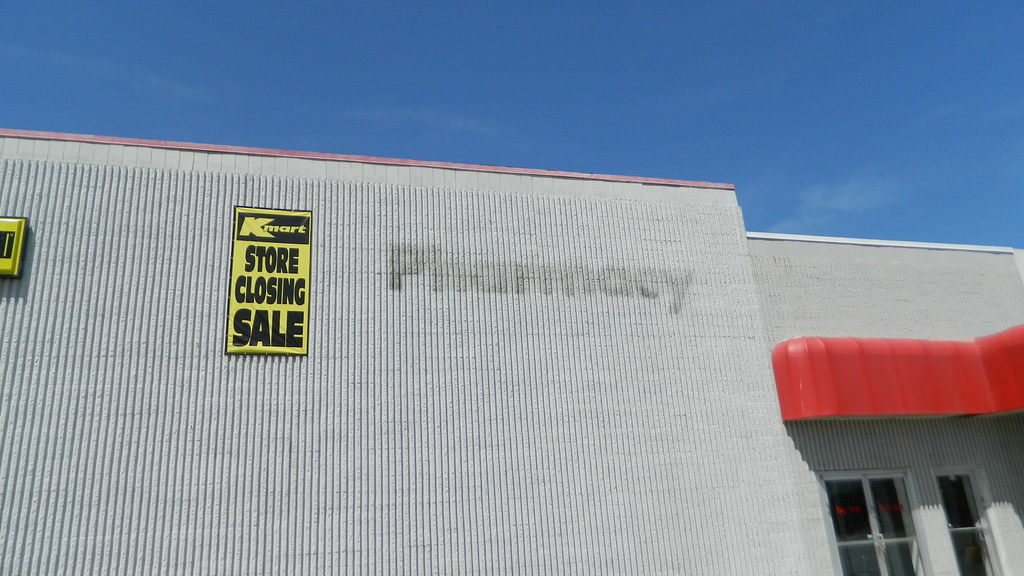 Kmart
STORE
CLOSING
SALE
Pharmacy